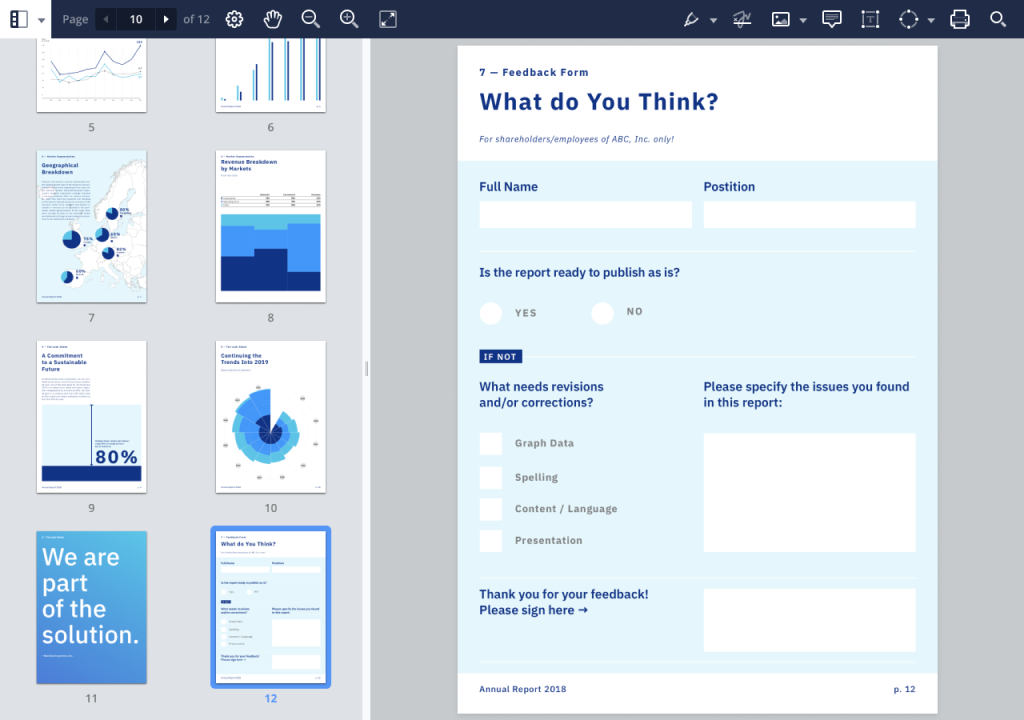 Page
10
of 12
5
6
Geographical
Breakdown
7
Revenue Breakdown
by Markets
8
A Commitment
to a Sustainable
Future
80%
9
Continuing the
Trends Into 2019
10
We are
part
of the
solution.
11
7 — Feedback Form
What do You Think?
12
7 — Feedback Form
What do You Think?
For shareholders/employees of ABC, Inc. only!
Full Name
Postition
Is the report ready to publish as is?
YES
NO
IF NOT
What needs revisions
and/or corrections?
Please specify the issues you found
in this report:
Graph Data
Spelling
Content / Language
Presentation
Thank you for your feedback!
Please sign here →
Annual Report 2018
p. 12